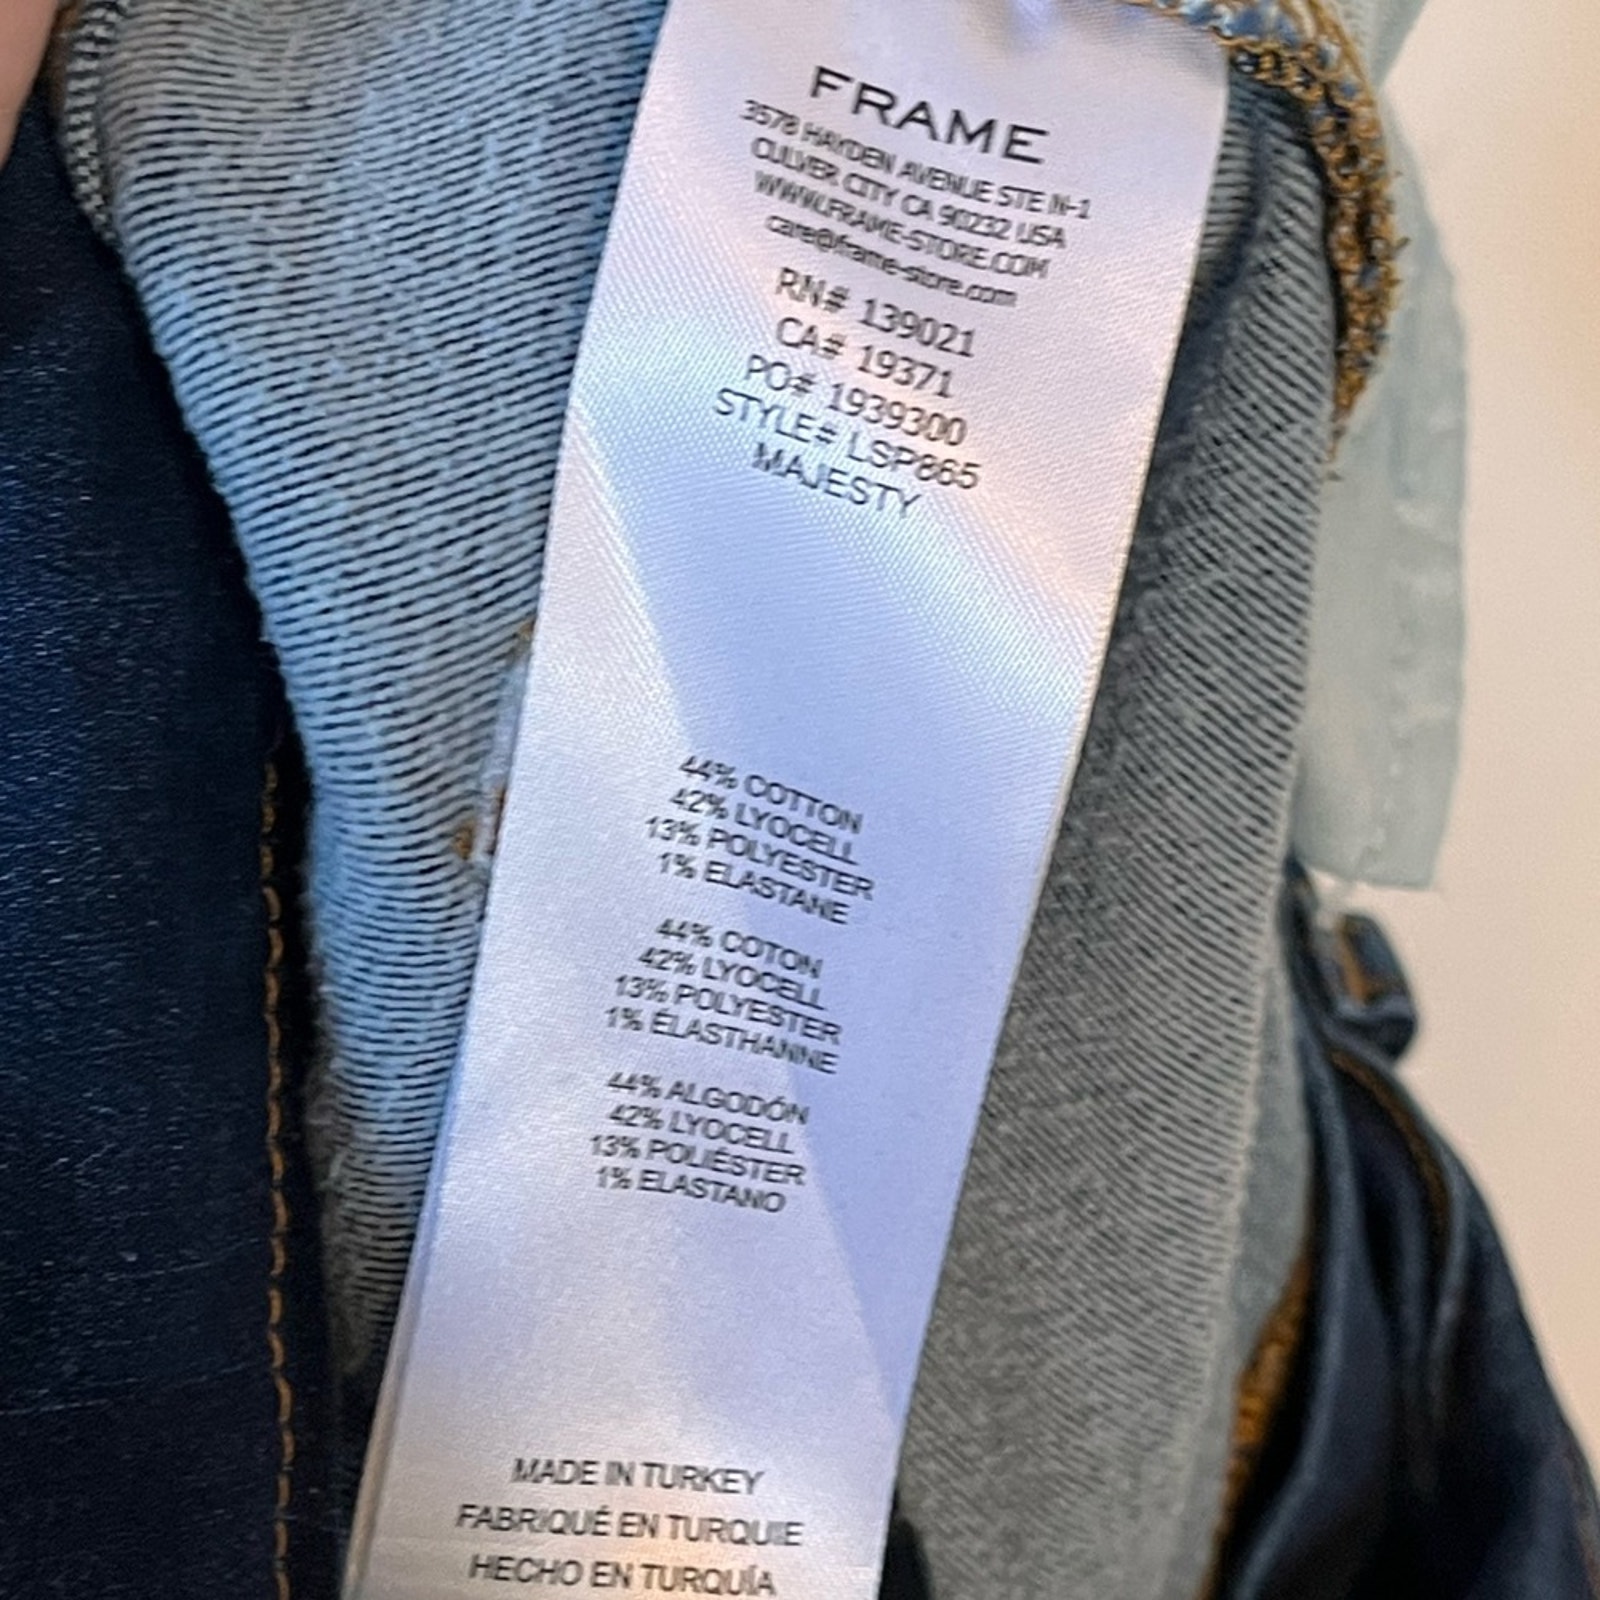 FRAME
3578 HAYDEN AVENUE STE N-1
CULVER CITY CA 90232 USA
WWW.FRAME-STORE.COM
care@frame-store.com
RN# 139021
CA# 19371
PO# 1939300
STYLE# LSP865
MAJESTY
44% COTTON
42% LYOCELL
13% POLYESTER
1% ELASTANE
44% COTON
42% LYOCELL
13% POLYESTER
1% ÉLASTHANNE
44% ALGODÓN
42% LYOCELL
13% POLIÉSTER
1% ELASTANO
MADE IN TURKEY
FABRIQUÉ EN TURQUIE
HECHO EN TURQUÍA